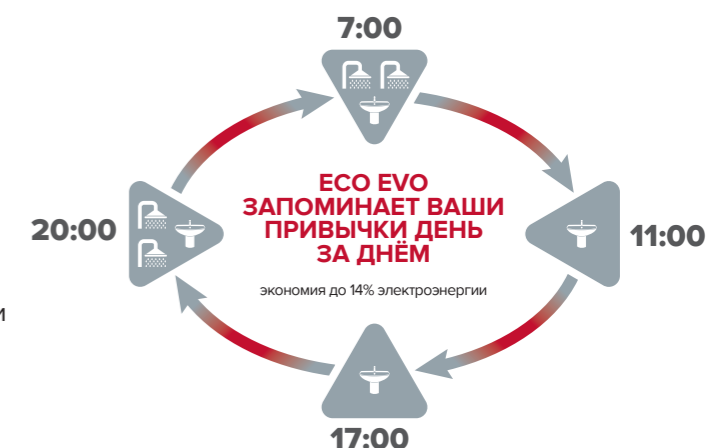 7:00
ECO EVO
ЗАПОМИНАЕТ ВАШИ
ПРИВЫЧКИ ДЕНЬ
ЗА ДНЁМ
20:00
11:00
экономия до 14% электроэнергии
и
17:00